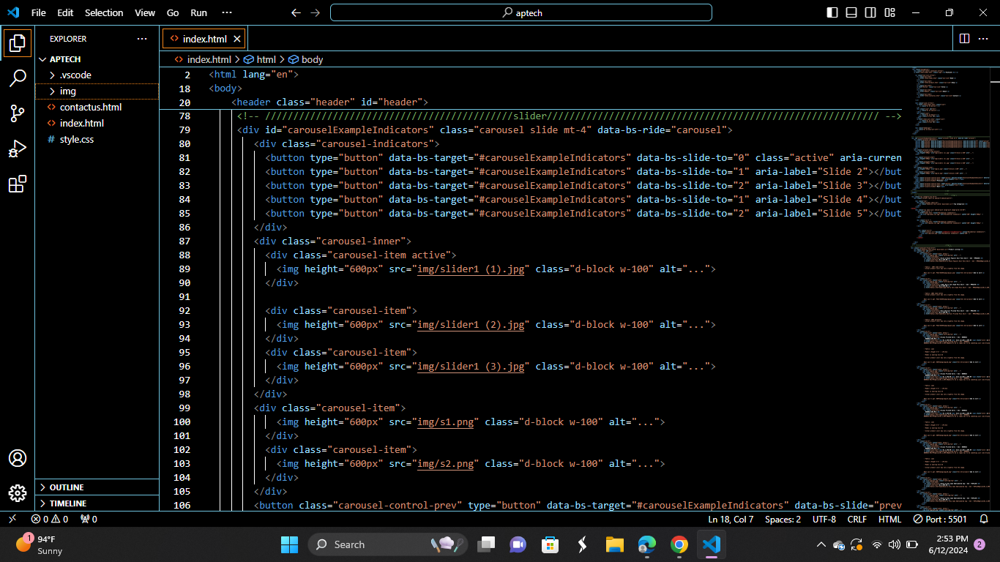 File Edit Selection View Go Run ··· aptech
EXPLORER ···
APTECH
.vscode
img
contactus.html
index.html
# style.css
OUTLINE
TIMELINE
index.html
index.html > html > body
2 <html lang="en">
18 <body>
20 <header class="header" id="header">
78 <!-- ////////////////////////////////////////////slider/////////////////////////////////////////////////////////// -->
79 <div id="carouselExampleIndicators" class="carousel slide mt-4" data-bs-ride="carousel">
80 <div class="carousel-indicators">
81 <button type="button" data-bs-target="#carouselExampleIndicators" data-bs-slide-to="0" class="active" aria-curren
82 <button type="button" data-bs-target="#carouselExampleIndicators" data-bs-slide-to="1" aria-label="Slide 2"></but
83 <button type="button" data-bs-target="#carouselExampleIndicators" data-bs-slide-to="2" aria-label="Slide 3"></but
84 <button type="button" data-bs-target="#carouselExampleIndicators" data-bs-slide-to="1" aria-label="Slide 4"></but
85 <button type="button" data-bs-target="#carouselExampleIndicators" data-bs-slide-to="2" aria-label="Slide 5"></but
86 </div>
87 <div class="carousel-inner">
88 <div class="carousel-item active">
89 <img height="600px" src="img/slider1 (1).jpg" class="d-block w-100" alt="...">
90 </div>
91
92 <div class="carousel-item">
93 <img height="600px" src="img/slider1 (2).jpg" class="d-block w-100" alt="...">
94 </div>
95 <div class="carousel-item">
96 <img height="600px" src="img/slider1 (3).jpg" class="d-block w-100" alt="...">
97 </div>
98 </div>
99 <div class="carousel-item">
100 <img height="600px" src="img/s1.png" class="d-block w-100" alt="...">
101 </div>
102 <div class="carousel-item">
103 <img height="600px" src="img/s2.png" class="d-block w-100" alt="...">
104 </div>
105 </div>
106 <button class="carousel-control-prev" type="button" data-bs-target="#carouselExampleIndicators" data-bs-slide="prev
0 0 0 Ln 18, Col 7 Spaces: 2 UTF-8 CRLF HTML Port : 5501
1 94°F
Sunny
Search
2:53 PM
6/12/2024
2